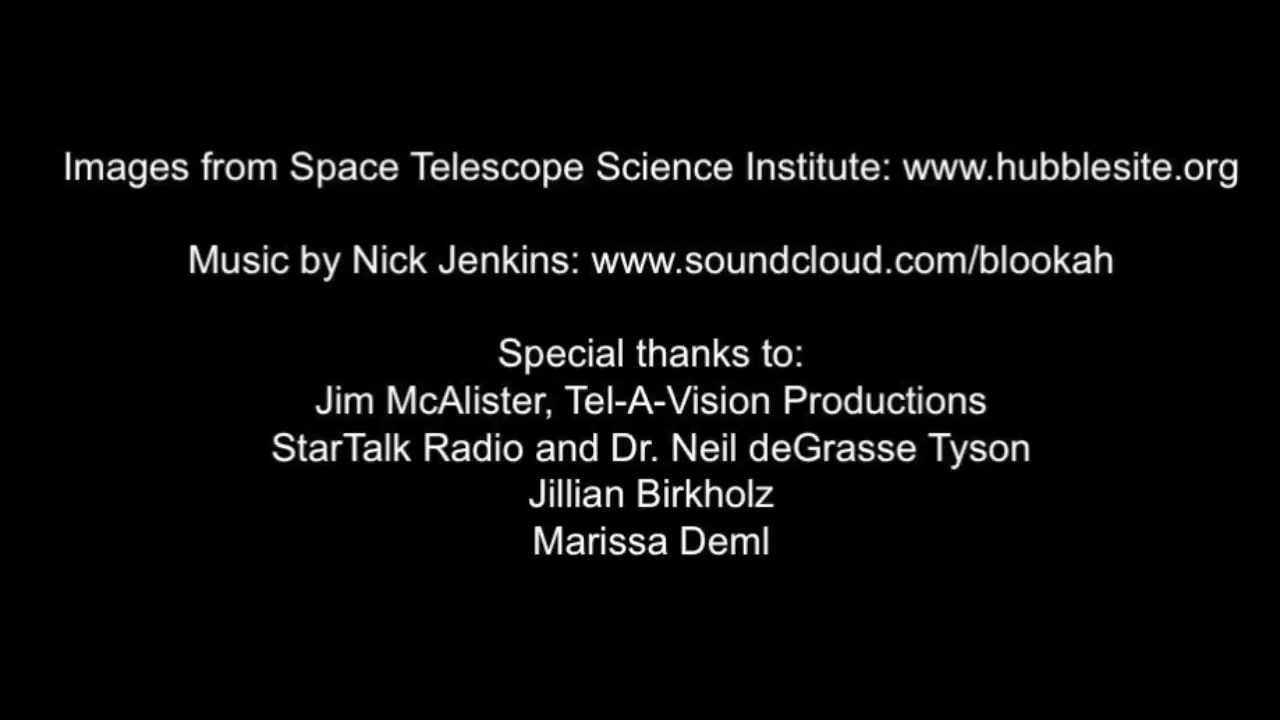 Images from Space Telescope Science Institute: www.hubblesite.org
Music by Nick Jenkins: www.soundcloud.com/blookah
Special thanks to:
Jim McAlister, Tel-A-Vision Productions
StarTalk Radio and Dr. Neil deGrasse Tyson
Jillian Birkholz
Marissa Deml